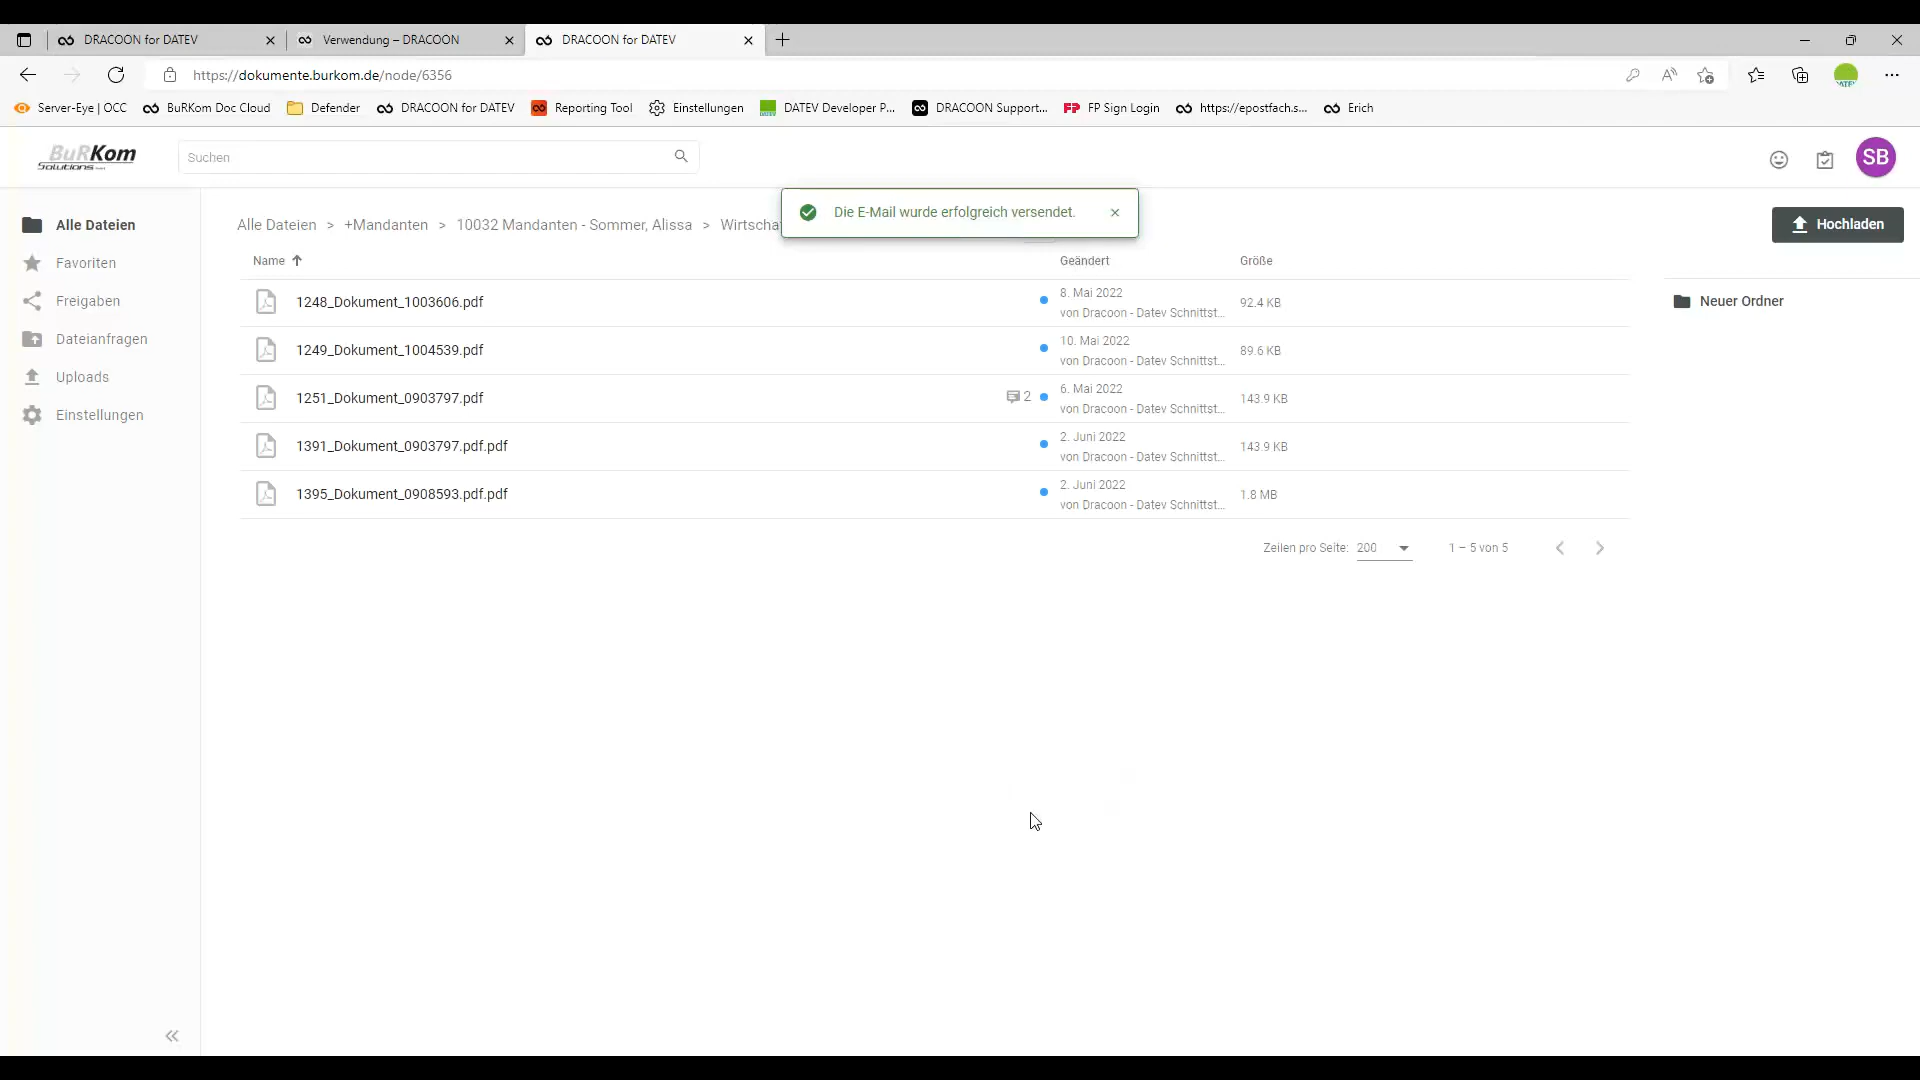 DRACOON for DATEV
Verwendung – DRACOON
DRACOON for DATEV
https://dokumente.burkom.de/node/6356
Server-Eye | OCC
BuRKom Doc Cloud
Defender
DRACOON for DATEV
Reporting Tool
Einstellungen
DATEV Developer P...
DRACOON Support...
FP Sign Login
https://epostfach.s...
Erich
BuRKom
Solutions
Suchen
SB
Die E-Mail wurde erfolgreich versendet.
Alle Dateien
Favoriten
Freigaben
Dateianfragen
Uploads
Einstellungen
Alle Dateien > +Mandanten > 10032 Mandanten - Sommer, Alissa > Wirtscha
Hochladen
Neuer Ordner
Name Geändert Größe
1248_Dokument_1003606.pdf 8. Mai 2022 92.4 KB
von Dracoon - Datev Schnittst...
1249_Dokument_1004539.pdf 10. Mai 2022 89.6 KB
von Dracoon - Datev Schnittst...
1251_Dokument_0903797.pdf 2 6. Mai 2022 143.9 KB
von Dracoon - Datev Schnittst...
1391_Dokument_0903797.pdf.pdf 2. Juni 2022 143.9 KB
von Dracoon - Datev Schnittst...
1395_Dokument_0908593.pdf.pdf 2. Juni 2022 1.8 MB
von Dracoon - Datev Schnittst...
Zeilen pro Seite: 200 1 – 5 von 5